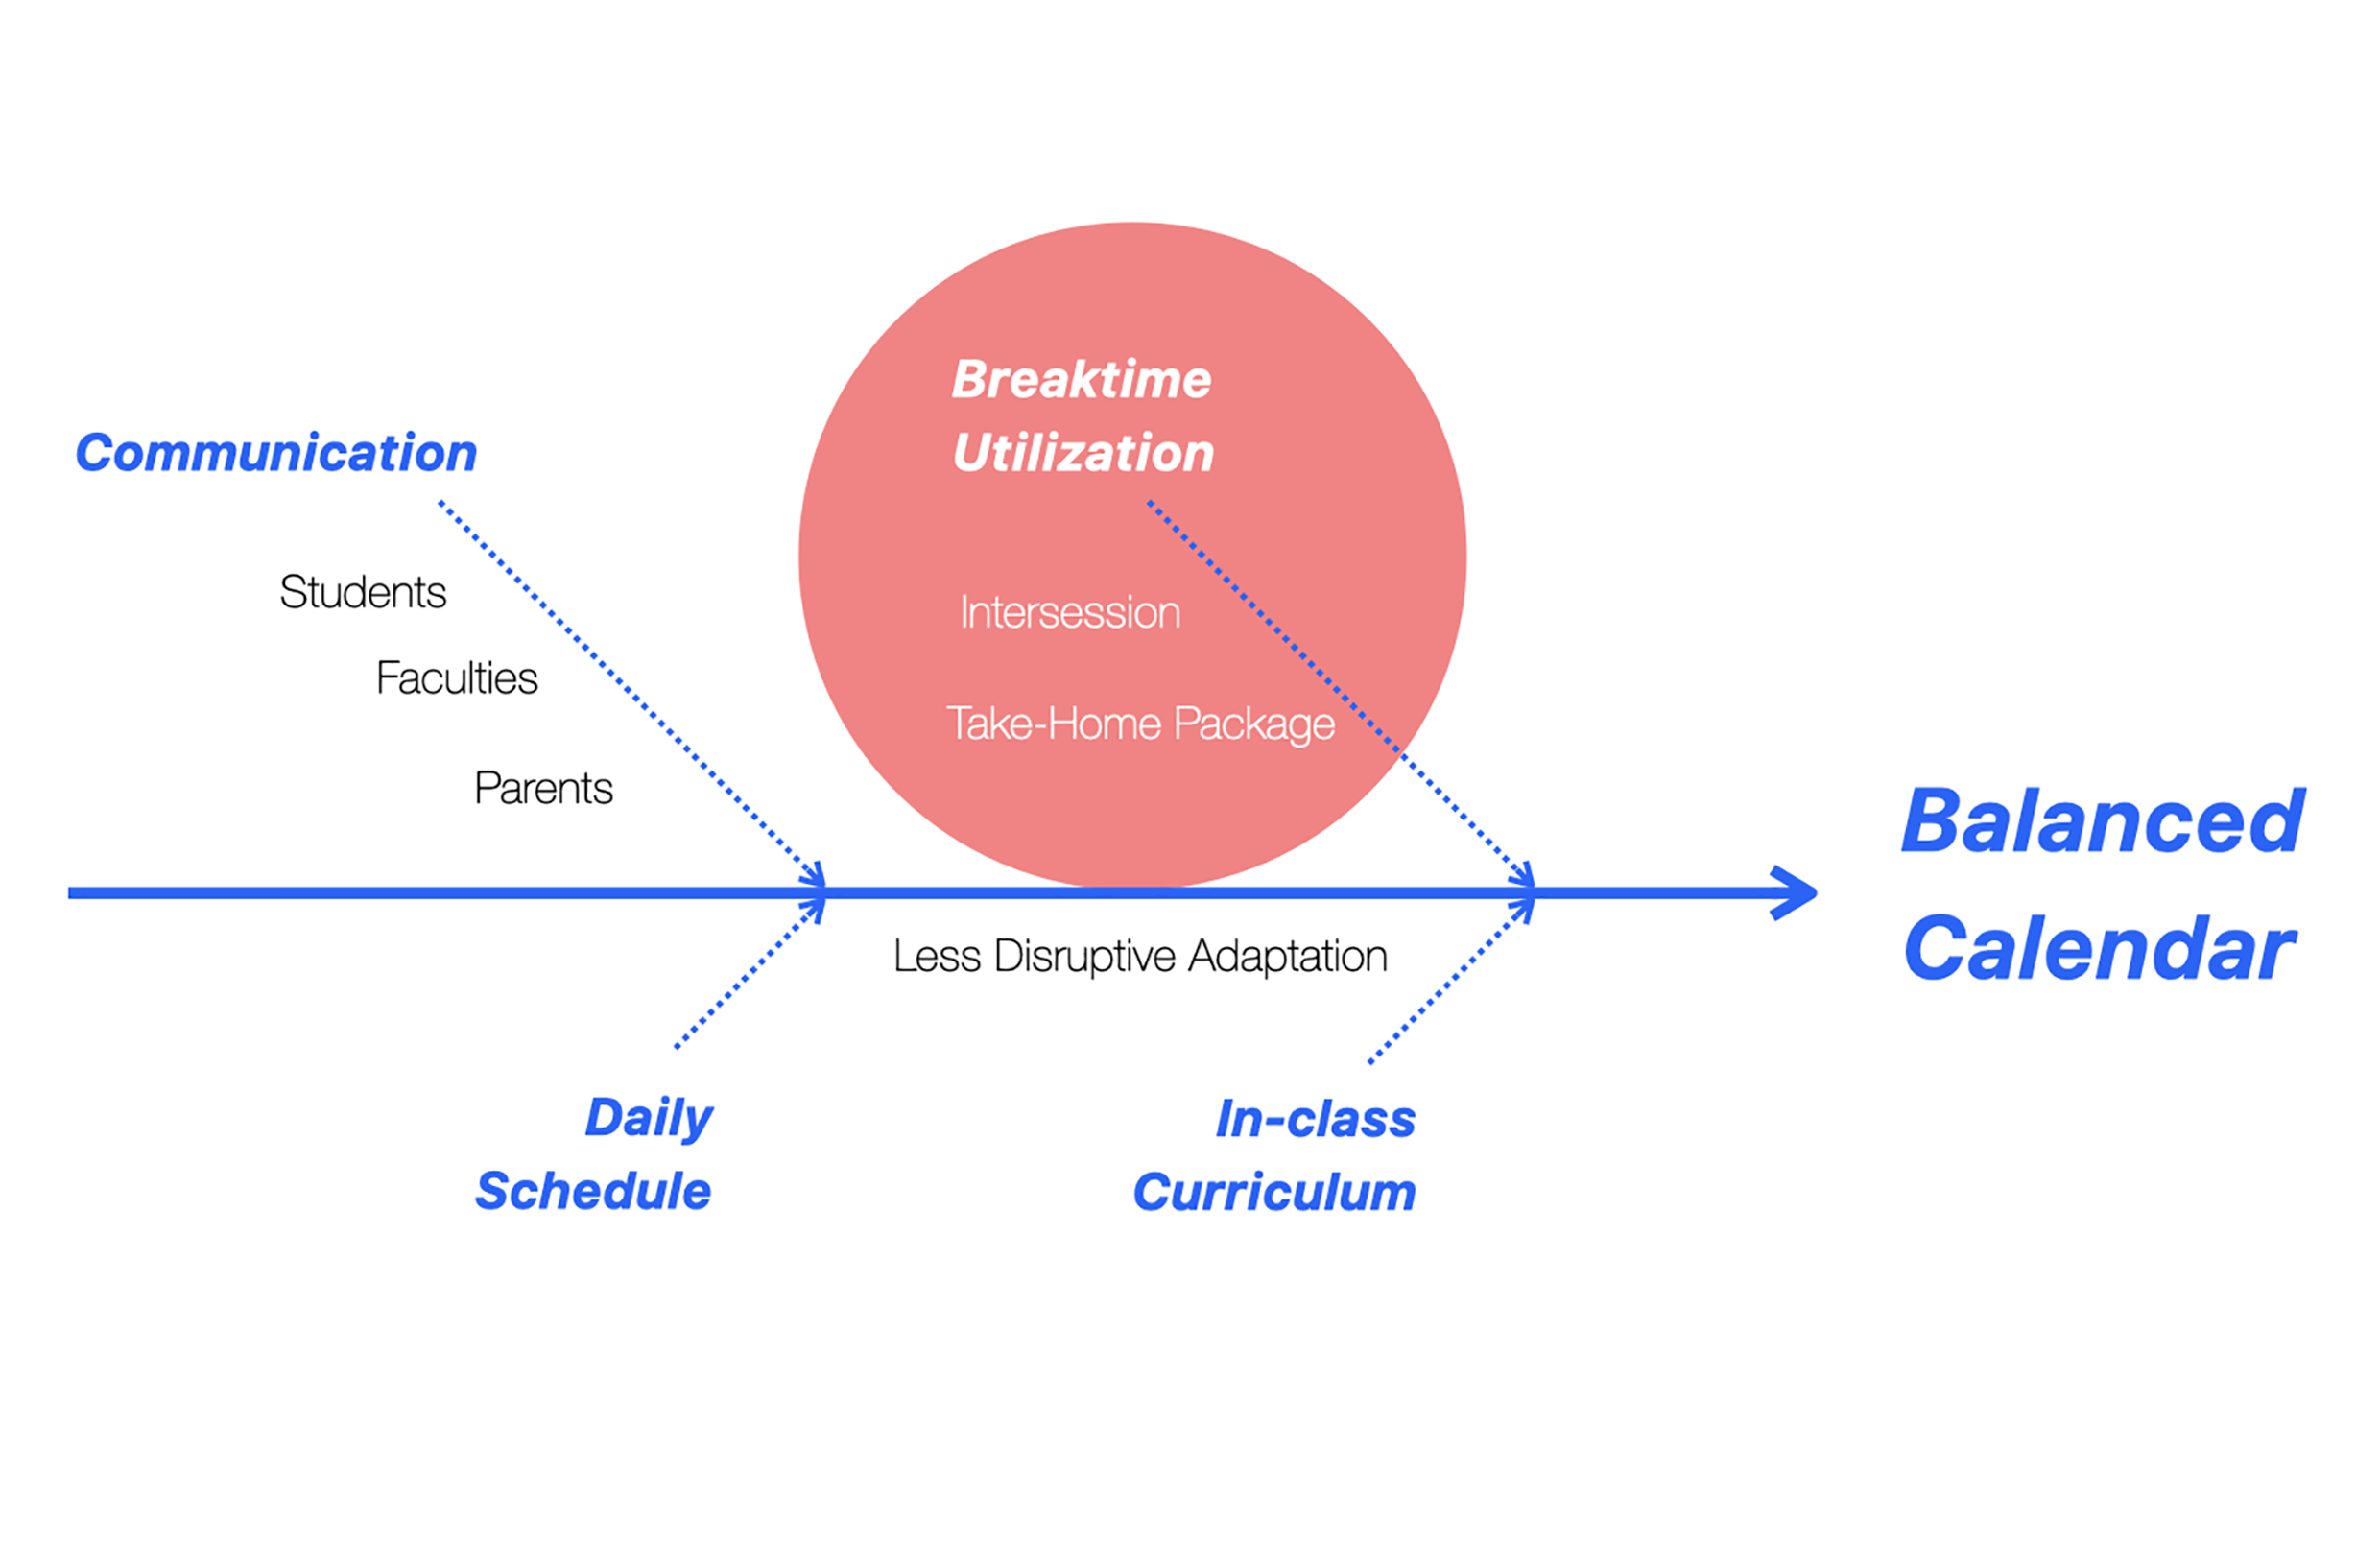 Communication
Students
Faculties
Parents
Breaktime
Utilization
Intersession
Take-Home Package
Balanced
Calendar
Less Disruptive Adaptation
Daily
Schedule
In-class
Curriculum